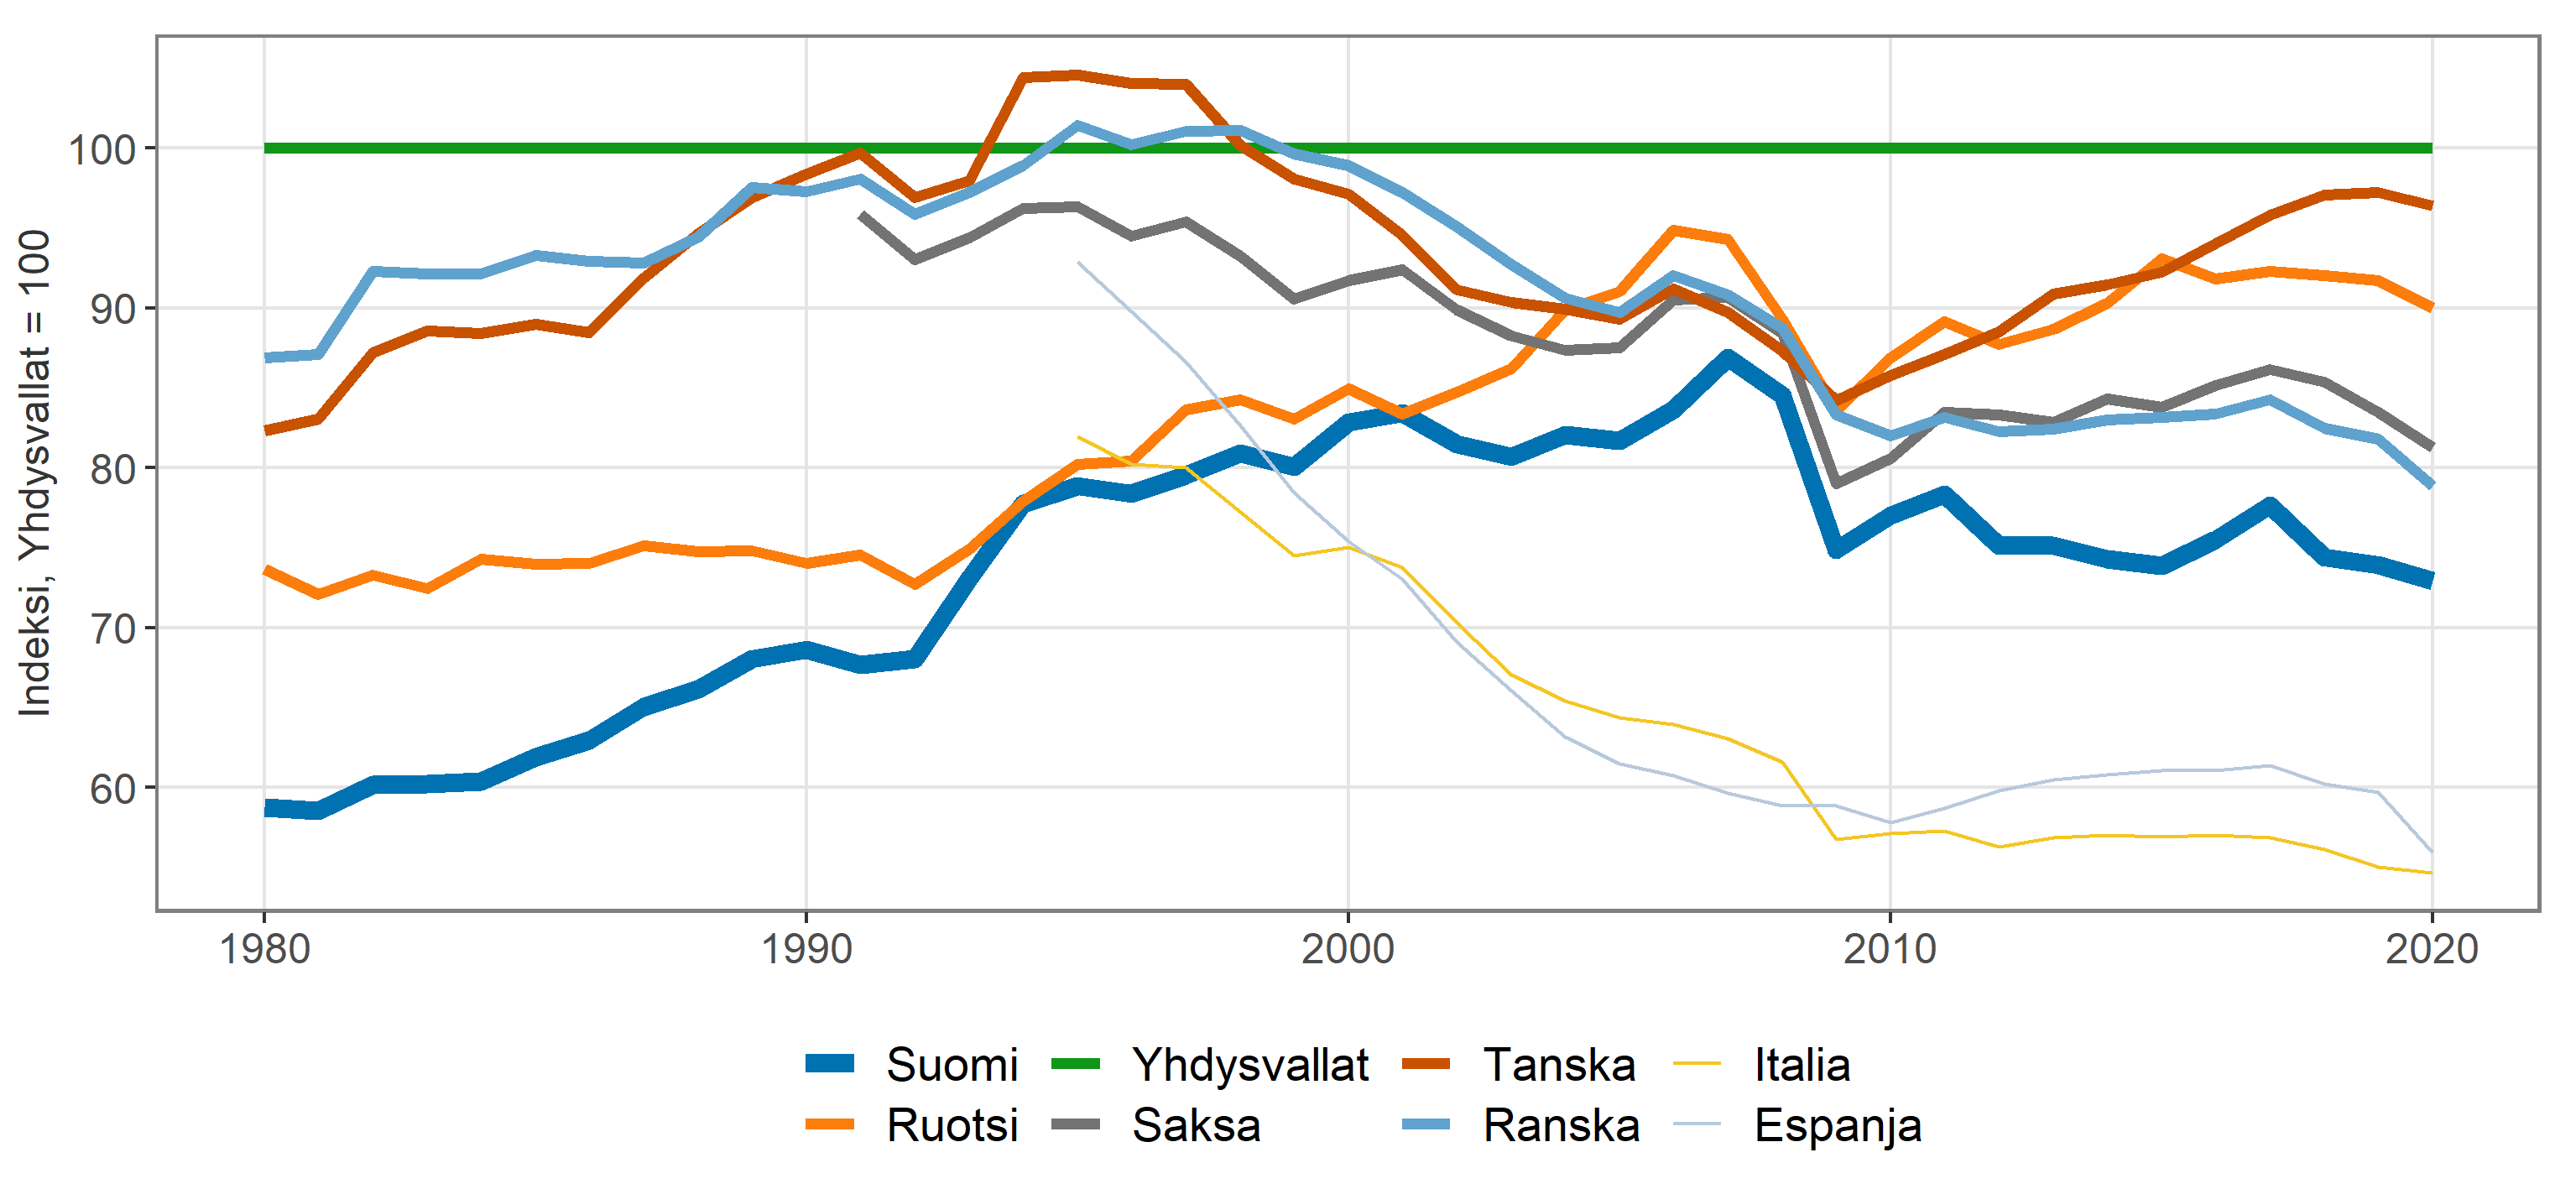 Indeksi, Yhdysvallat = 100
100
90
80
70
60
1980 1990 2000 2010 2020
Suomi Yhdysvallat Tanska Italia
Ruotsi Saksa Ranska Espanja